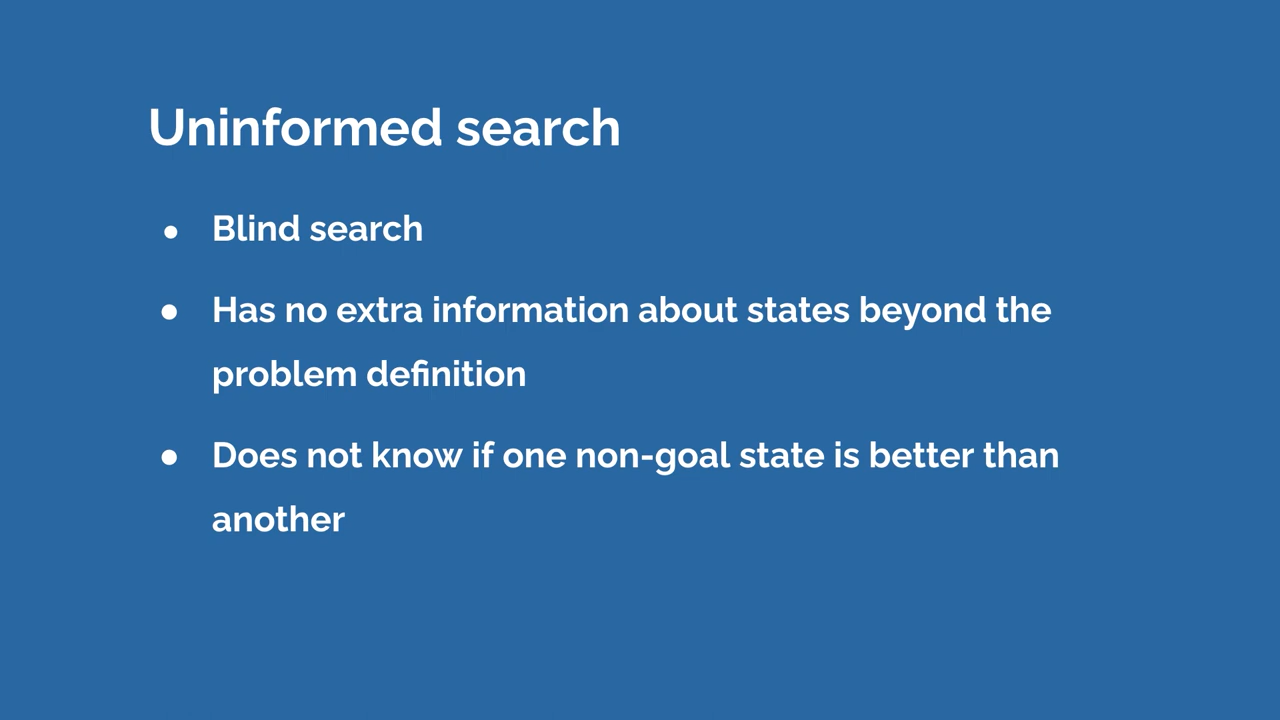 Uninformed search
● Blind search
● Has no extra information about states beyond the
problem definition
● Does not know if one non-goal state is better than
another